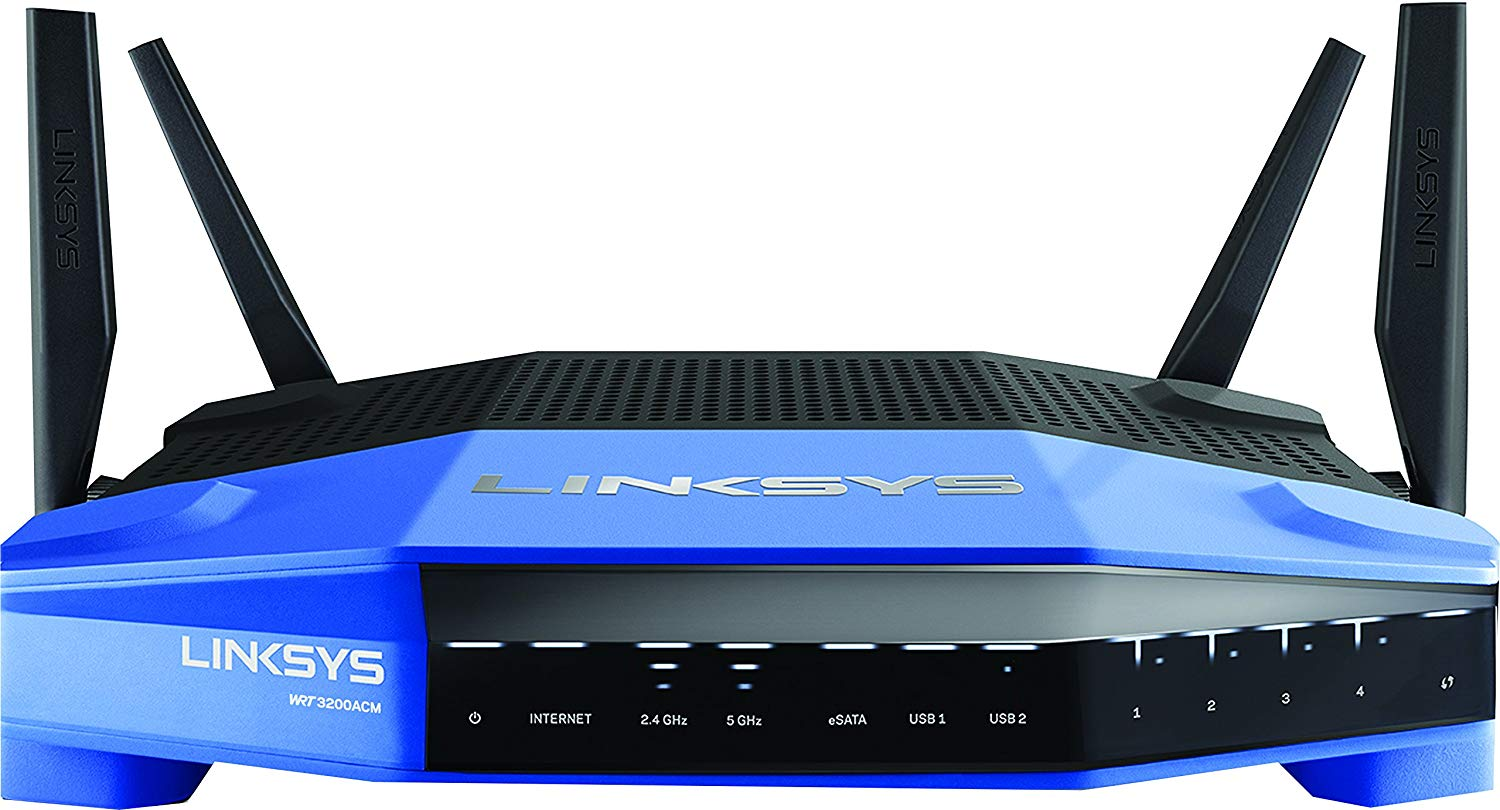 LINKSYS
LINKSYS
LINKSYS
LINKSYS
WRT3200ACM
INTERNET
2.4 GHz
5 GHz
eSATA
USB 1
USB 2
1
2
3
4